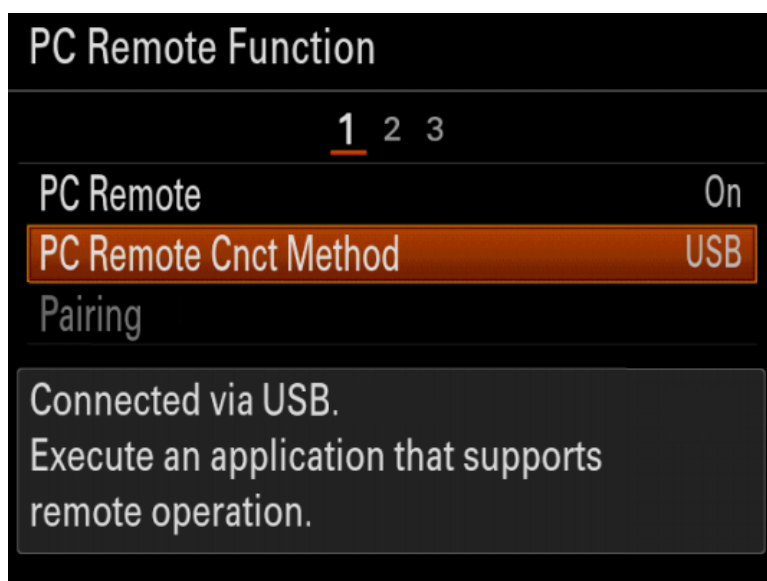 PC Remote Function
1 2 3
PC Remote On
PC Remote Cnct Method USB
Pairing
Connected via USB.
Execute an application that supports
remote operation.